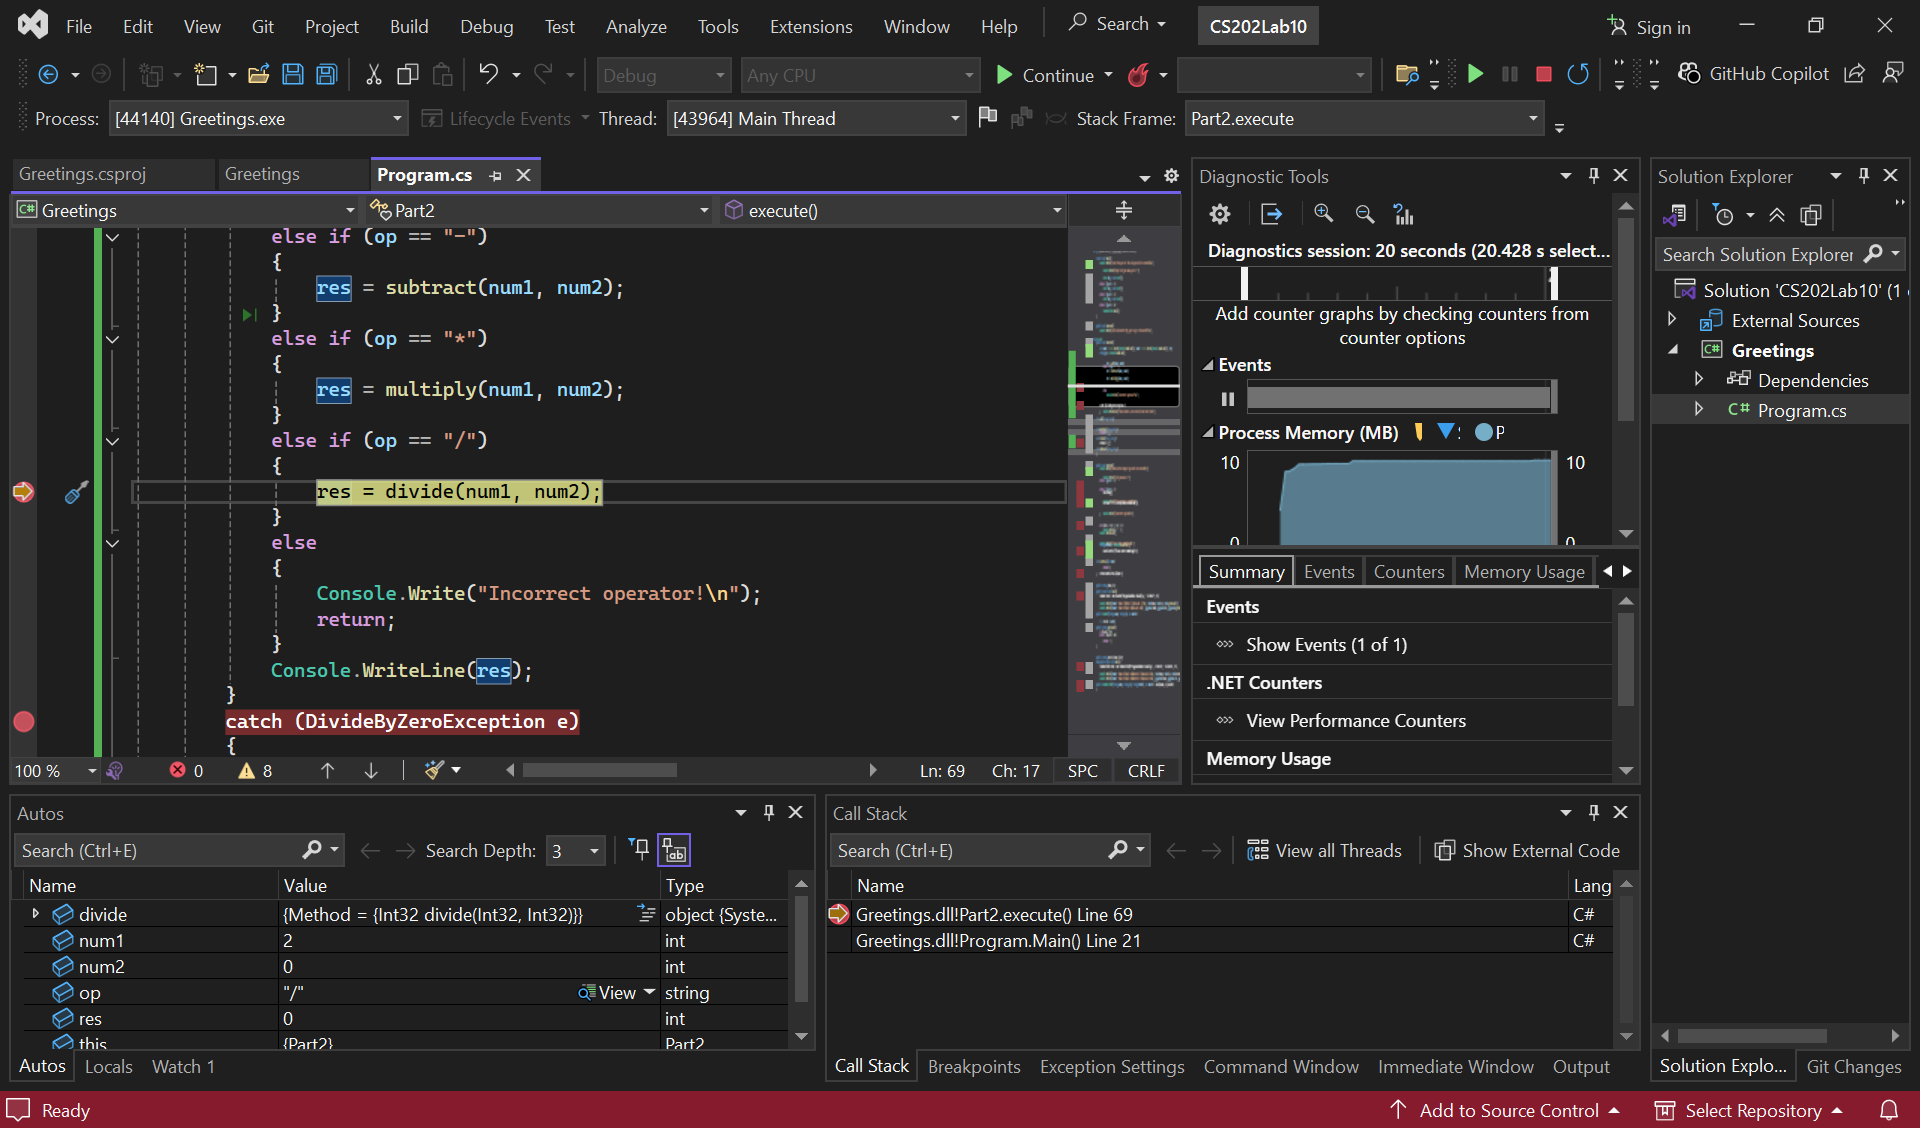 File Edit View Git Project Build Debug Test Analyze Tools Extensions Window Help Search CS202Lab10 Sign in
Debug Any CPU Continue GitHub Copilot
Process: [44140] Greetings.exe Lifecycle Events Thread: [43964] Main Thread Stack Frame: Part2.execute
Greetings.csproj Greetings Program.cs
Greetings Part2 execute()
else if (op == "-")
{
res = subtract(num1, num2);
}
else if (op == "*")
{
res = multiply(num1, num2);
}
else if (op == "/")
{
res = divide(num1, num2);
}
else
{
Console.Write("Incorrect operator!\n");
return;
}
Console.WriteLine(res);
}
catch (DivideByZeroException e)
{
100 % 0 8 Ln: 69 Ch: 17 SPC CRLF
Diagnostic Tools
Diagnostics session: 20 seconds (20.428 s select...
Add counter graphs by checking counters from
counter options
Events
Process Memory (MB) P
10 10
0 0
Summary Events Counters Memory Usage
Events
Show Events (1 of 1)
.NET Counters
View Performance Counters
Memory Usage
Solution Explorer
Search Solution Explorer
Solution 'CS202Lab10' (1
External Sources
C# Greetings
Dependencies
C# Program.cs
Solution Explo... Git Changes
Autos
Search (Ctrl+E) Search Depth: 3
Name Value Type
divide {Method = {Int32 divide(Int32, Int32)}} object {Syste...
num1 2 int
num2 0 int
op "/" View string
res 0 int
this {Part2} Part2
Autos Locals Watch 1
Call Stack
Search (Ctrl+E) View all Threads Show External Code
Name Lang
Greetings.dll!Part2.execute() Line 69 C#
Greetings.dll!Program.Main() Line 21 C#
Call Stack Breakpoints Exception Settings Command Window Immediate Window Output
Ready Add to Source Control Select Repository